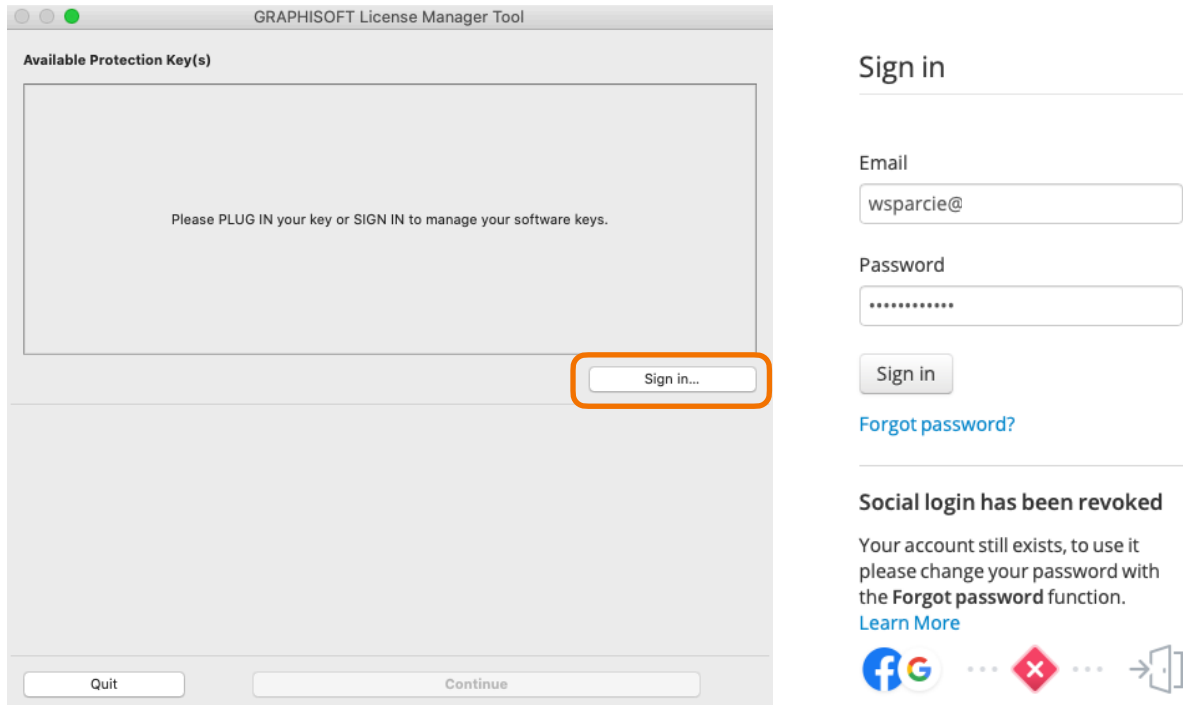 GRAPHISOFT License Manager Tool
Available Protection Key(s)
Please PLUG IN your key or SIGN IN to manage your software keys.
Sign in...
Quit
Continue
Sign in
Email
wsparcie@
Password
••••••••••••
Sign in
Forgot password?
Social login has been revoked
Your account still exists, to use it
please change your password with
the Forgot password function.
Learn More